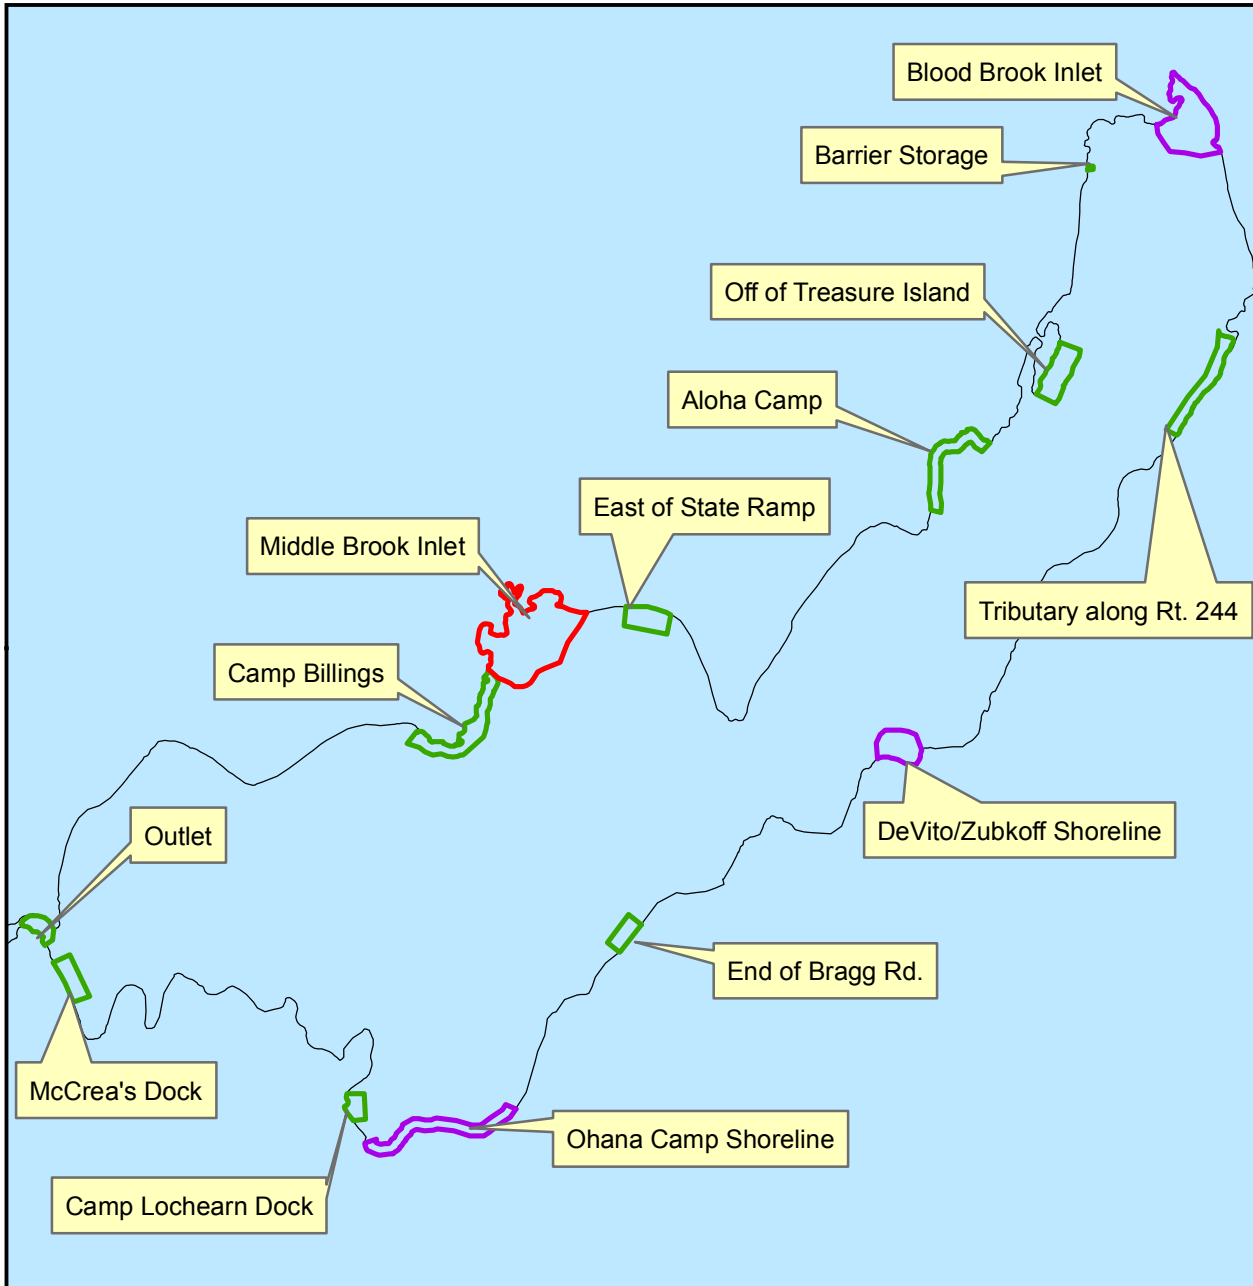 Blood Brook Inlet
Barrier Storage
Off of Treasure Island
Aloha Camp
East of State Ramp
Middle Brook Inlet
Tributary along Rt. 244
Camp Billings
DeVito/Zubkoff Shoreline
Outlet
End of Bragg Rd.
McCrea's Dock
Ohana Camp Shoreline
Camp Lochearn Dock